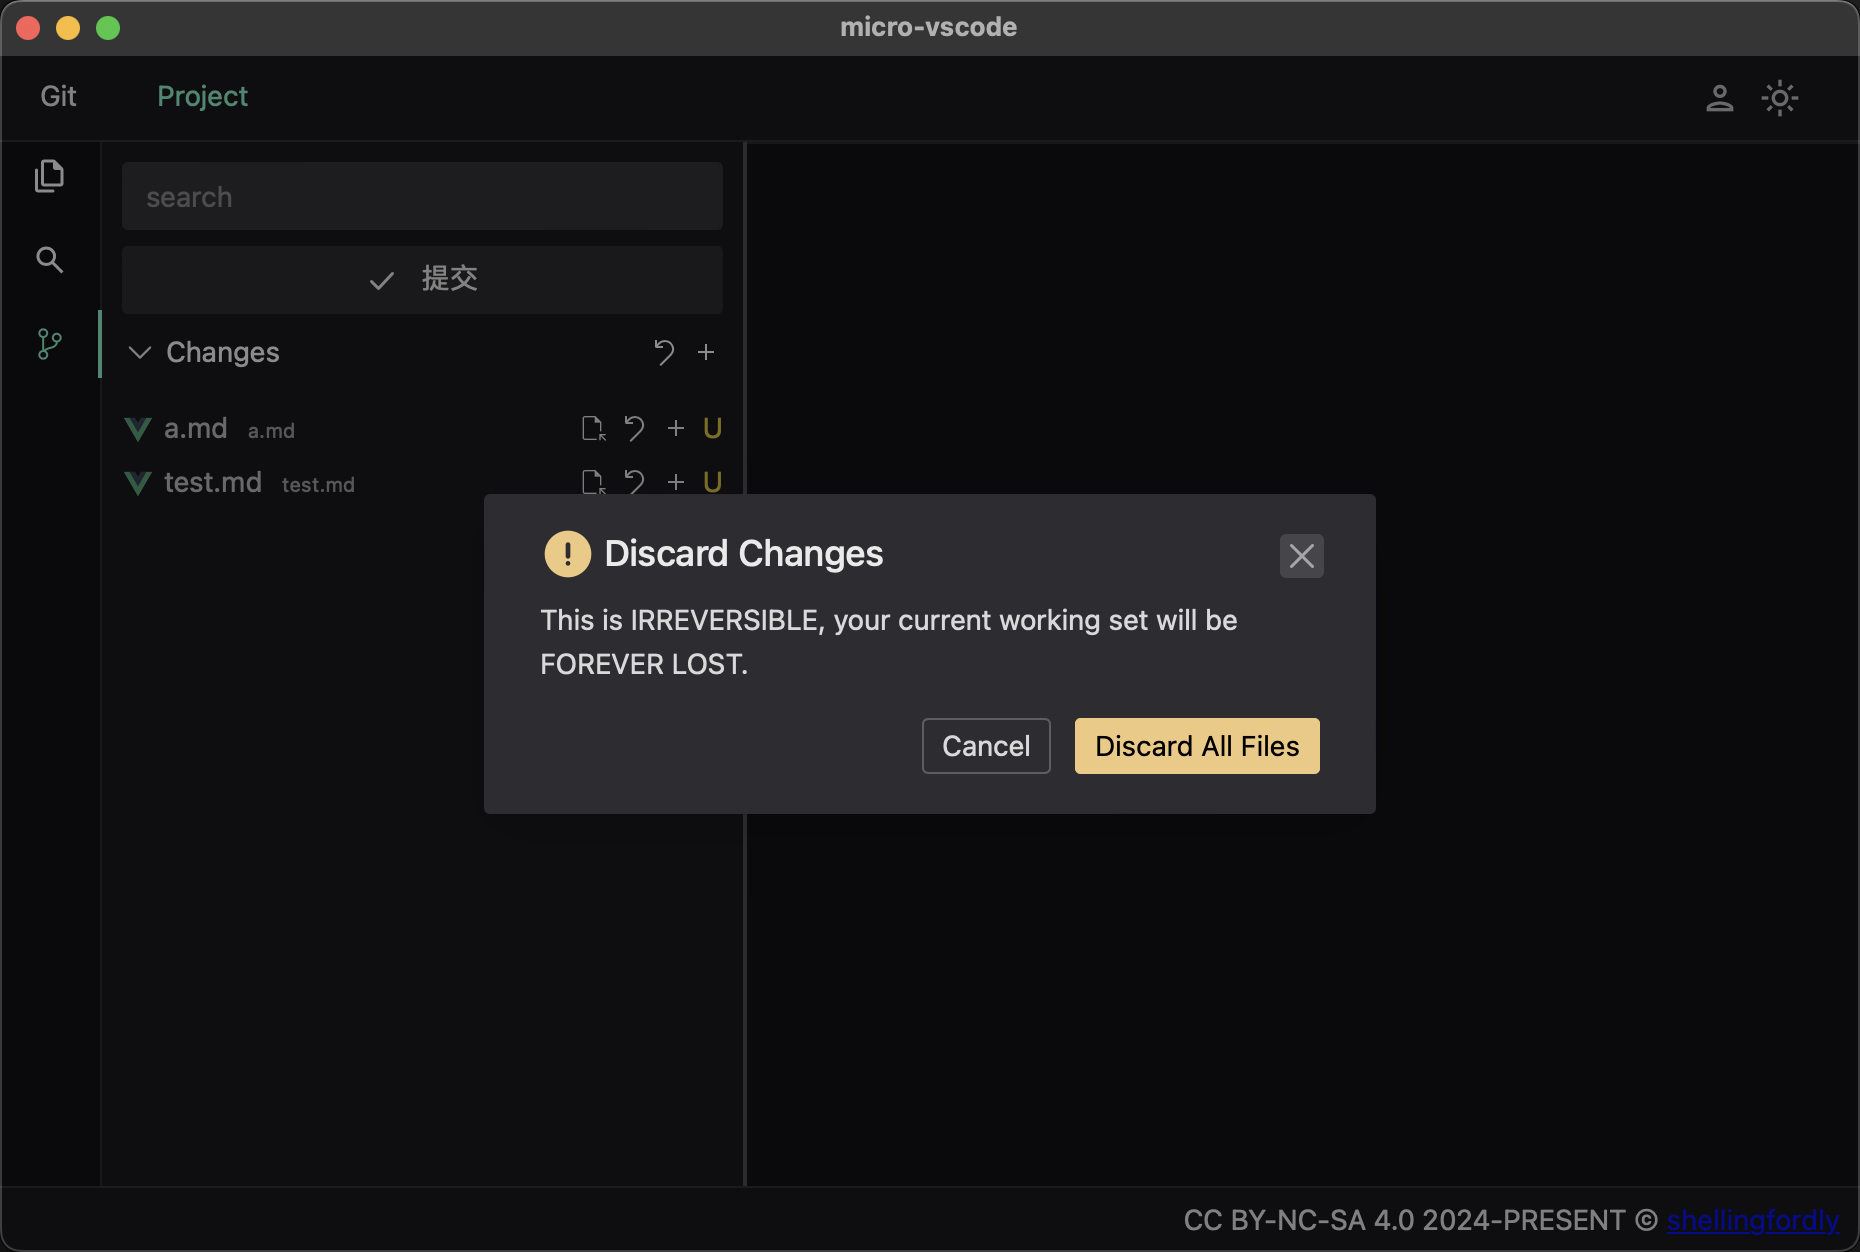 micro-vscode
Git Project
search
提交
Changes
a.md a.md U
test.md test.md U
Discard Changes
This is IRREVERSIBLE, your current working set will be
FOREVER LOST.
Cancel Discard All Files
CC BY-NC-SA 4.0 2024-PRESENT © shellingfordly